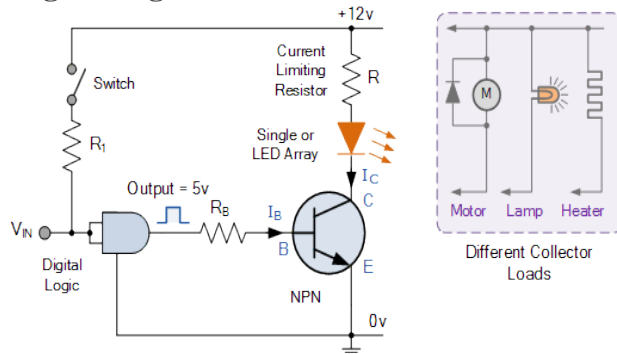 +12v
Current
Limiting
Resistor
R
Switch
R1
Single or
LED Array
Output = 5v
IC
C
VIN
RB
IB
B
E
Digital
Logic
NPN
0v
M
Motor Lamp Heater
Different Collector
Loads